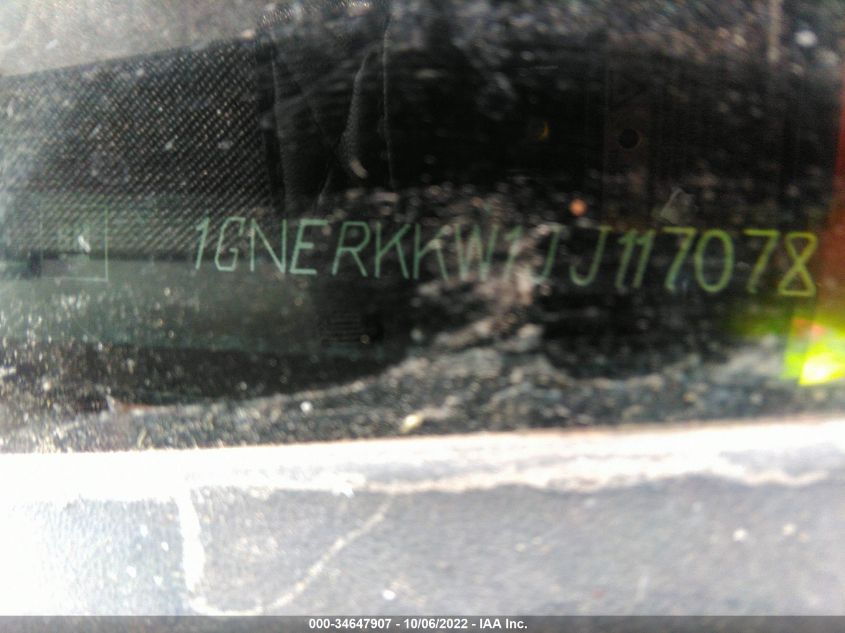 1GNERKKW1JJ117078
000-34647907 - 10/06/2022 - IAA Inc.